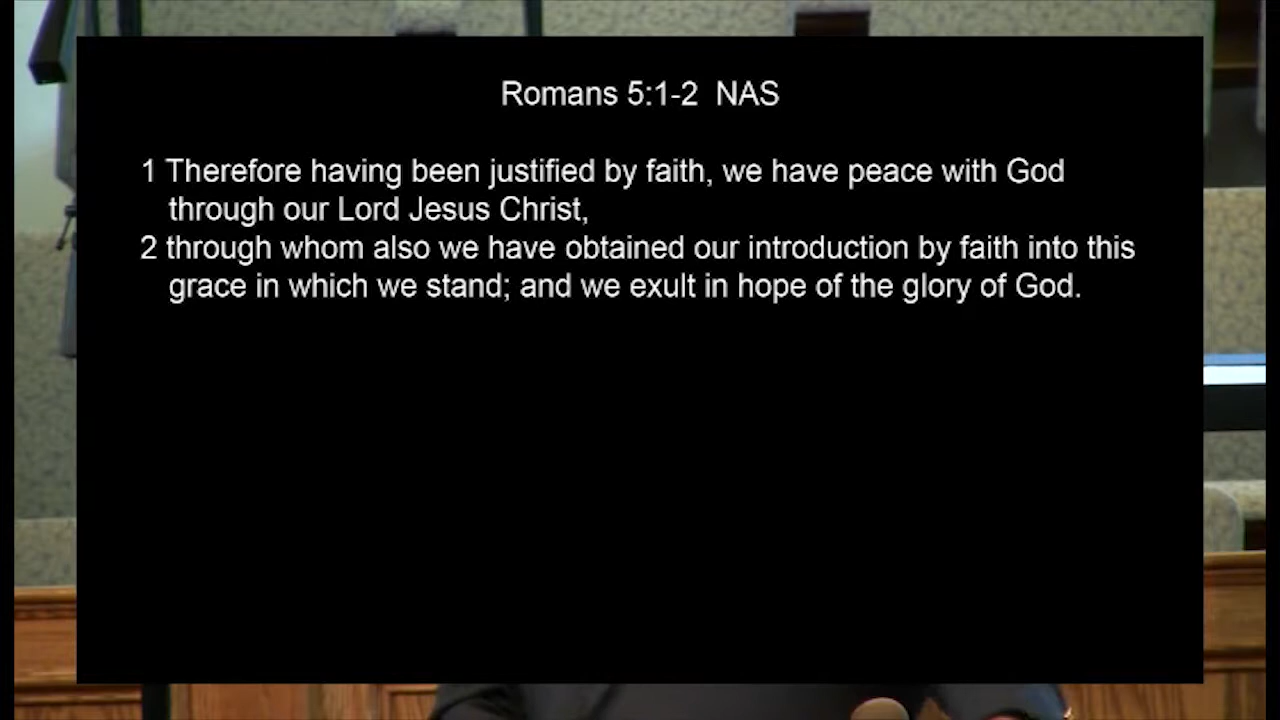 Romans 5:1-2 NAS
1 Therefore having been justified by faith, we have peace with God
through our Lord Jesus Christ,
2 through whom also we have obtained our introduction by faith into this
grace in which we stand; and we exult in hope of the glory of God.